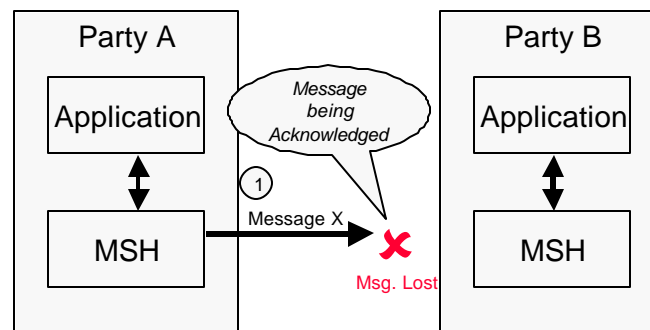 Party A
Application
MSH
Message
being
Acknowledged
1
Message X
Msg. Lost
Party B
Application
MSH